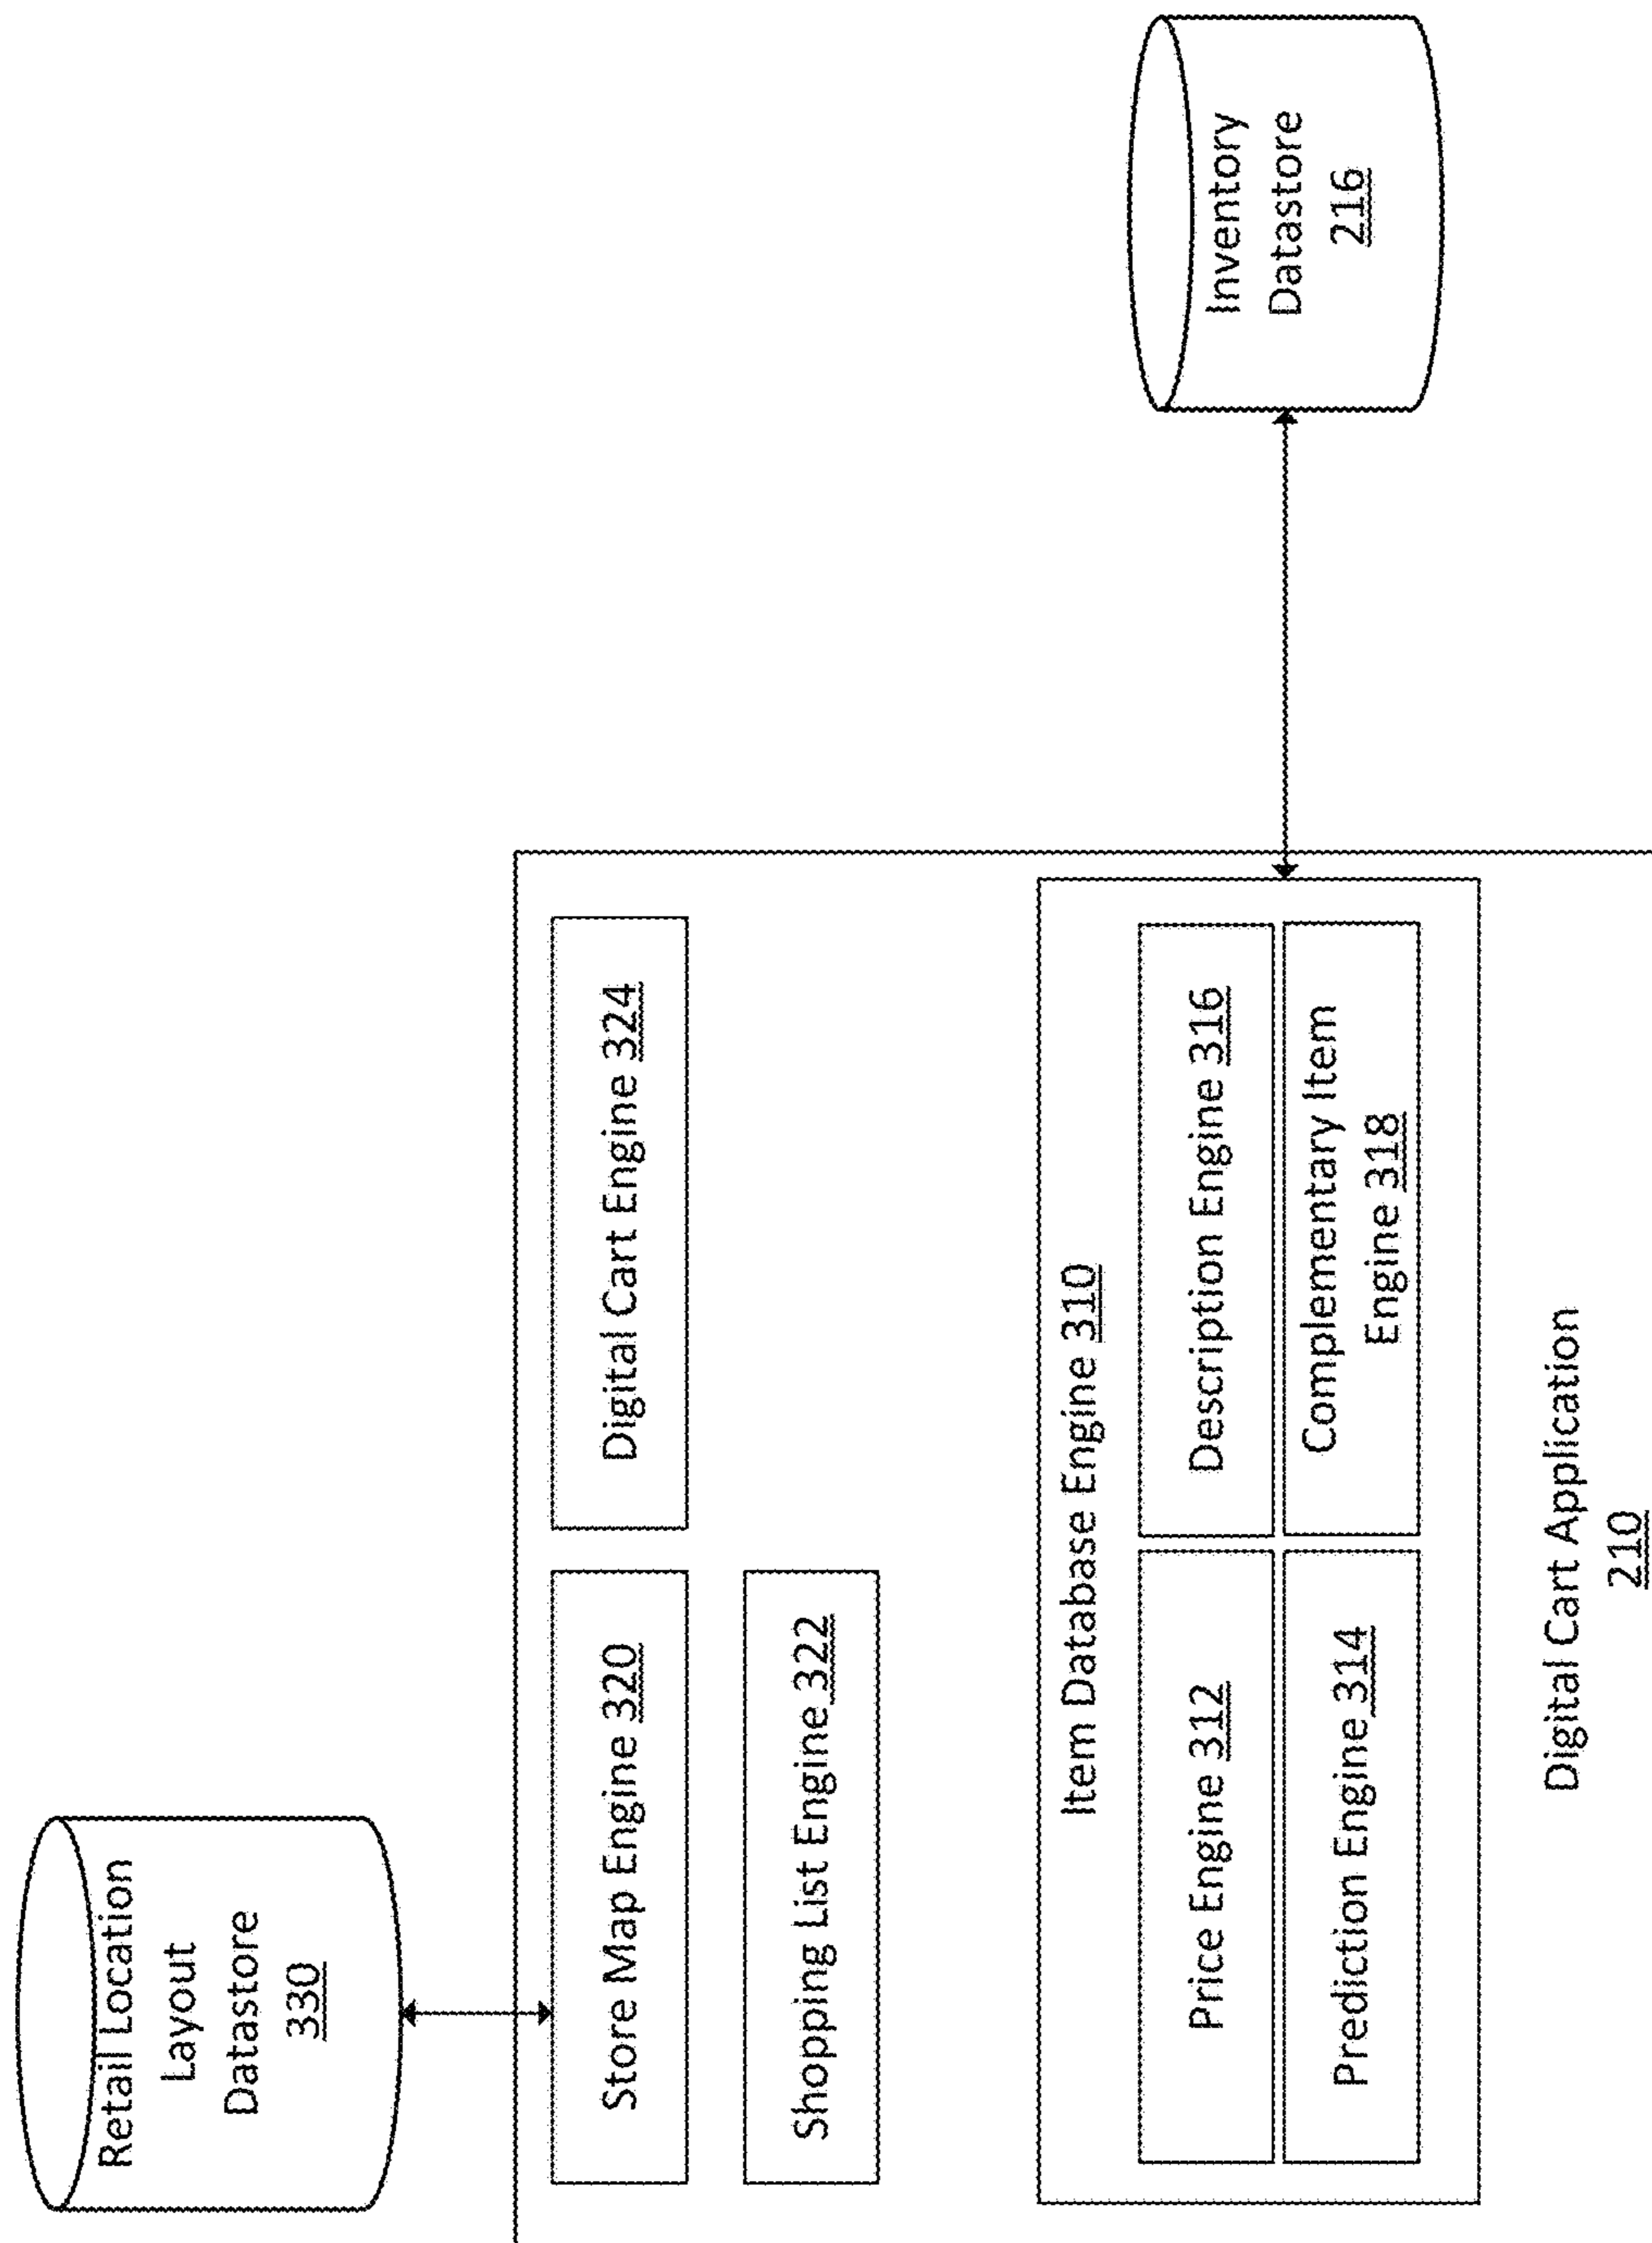 Retail Location
Layout
Datastore
330
Store Map Engine 320
Digital Cart Engine 324
Shopping List Engine 322
Item Database Engine 310
Price Engine 312
Description Engine 316
Prediction Engine 314
Complementary Item
Engine 318
Digital Cart Application
210
Inventory
Datastore
216